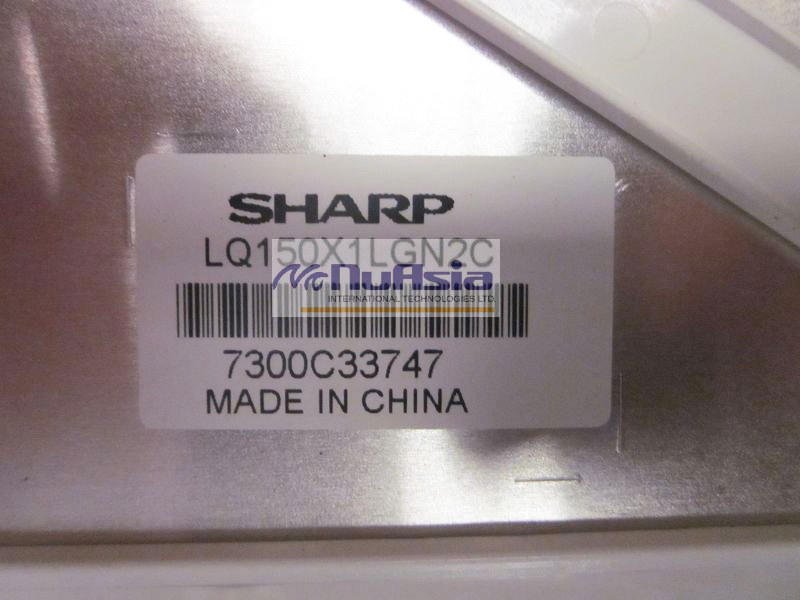 SHARP
LQ150X1LGN2C
NuAsia
INTERNATIONAL TECHNOLOGIES LTD.
7300C33747
MADE IN CHINA